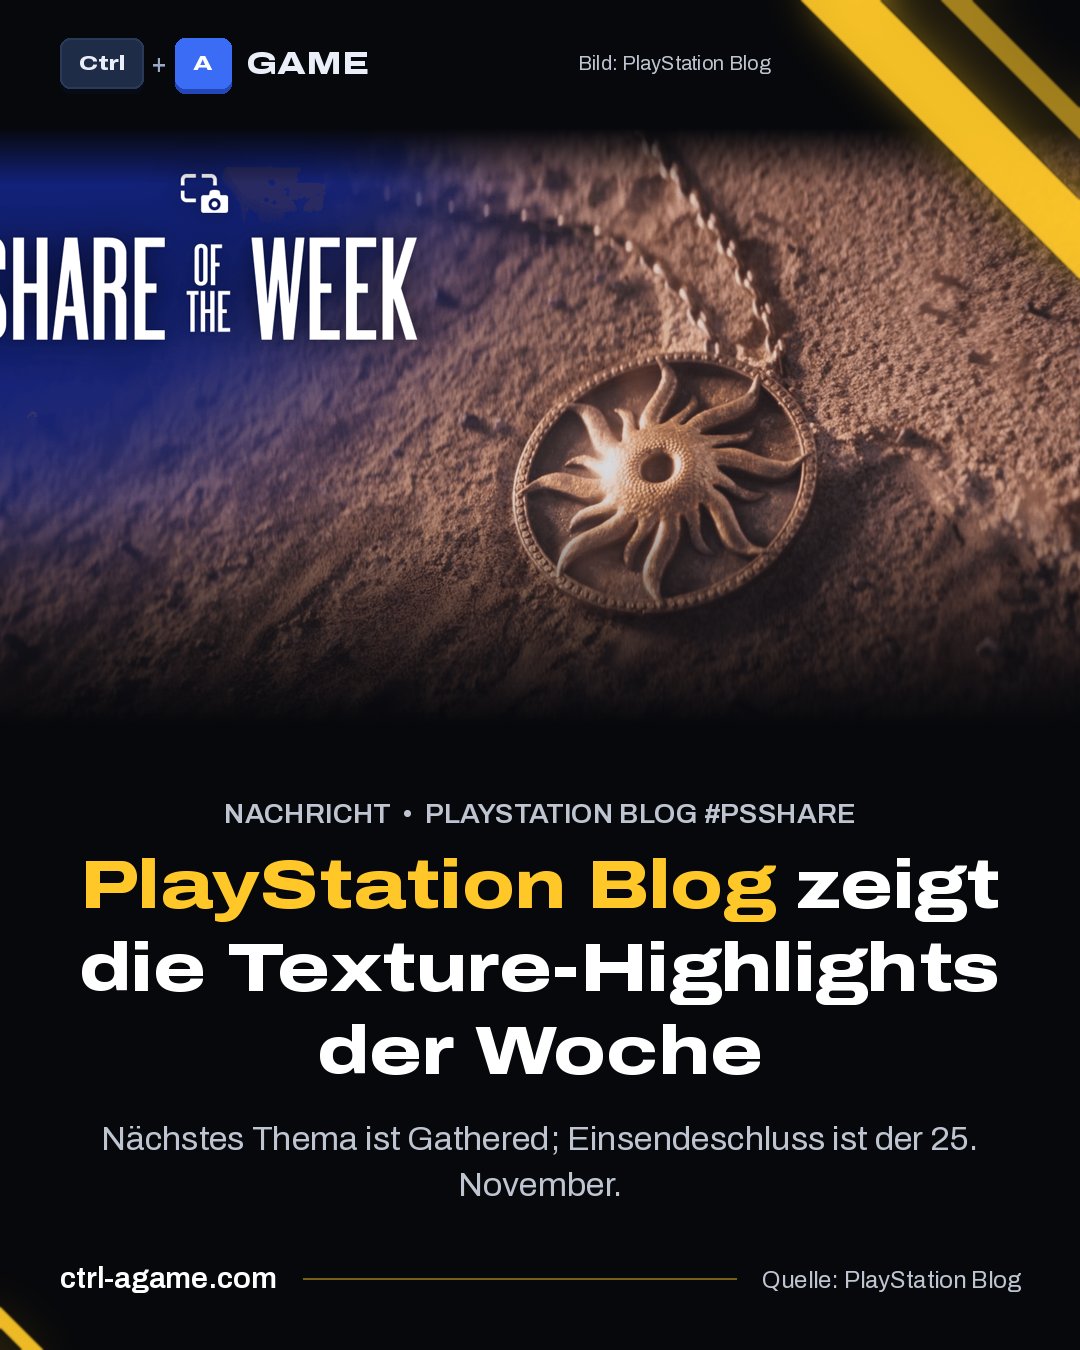 Ctrl + A GAME
Bild: PlayStation Blog
SHARE OF THE WEEK
NACHRICHT • PLAYSTATION BLOG #PSSHARE
PlayStation Blog zeigt
die Texture-Highlights
der Woche
Nächstes Thema ist Gathered; Einsendeschluss ist der 25.
November.
ctrl-agame.com
Quelle: PlayStation Blog